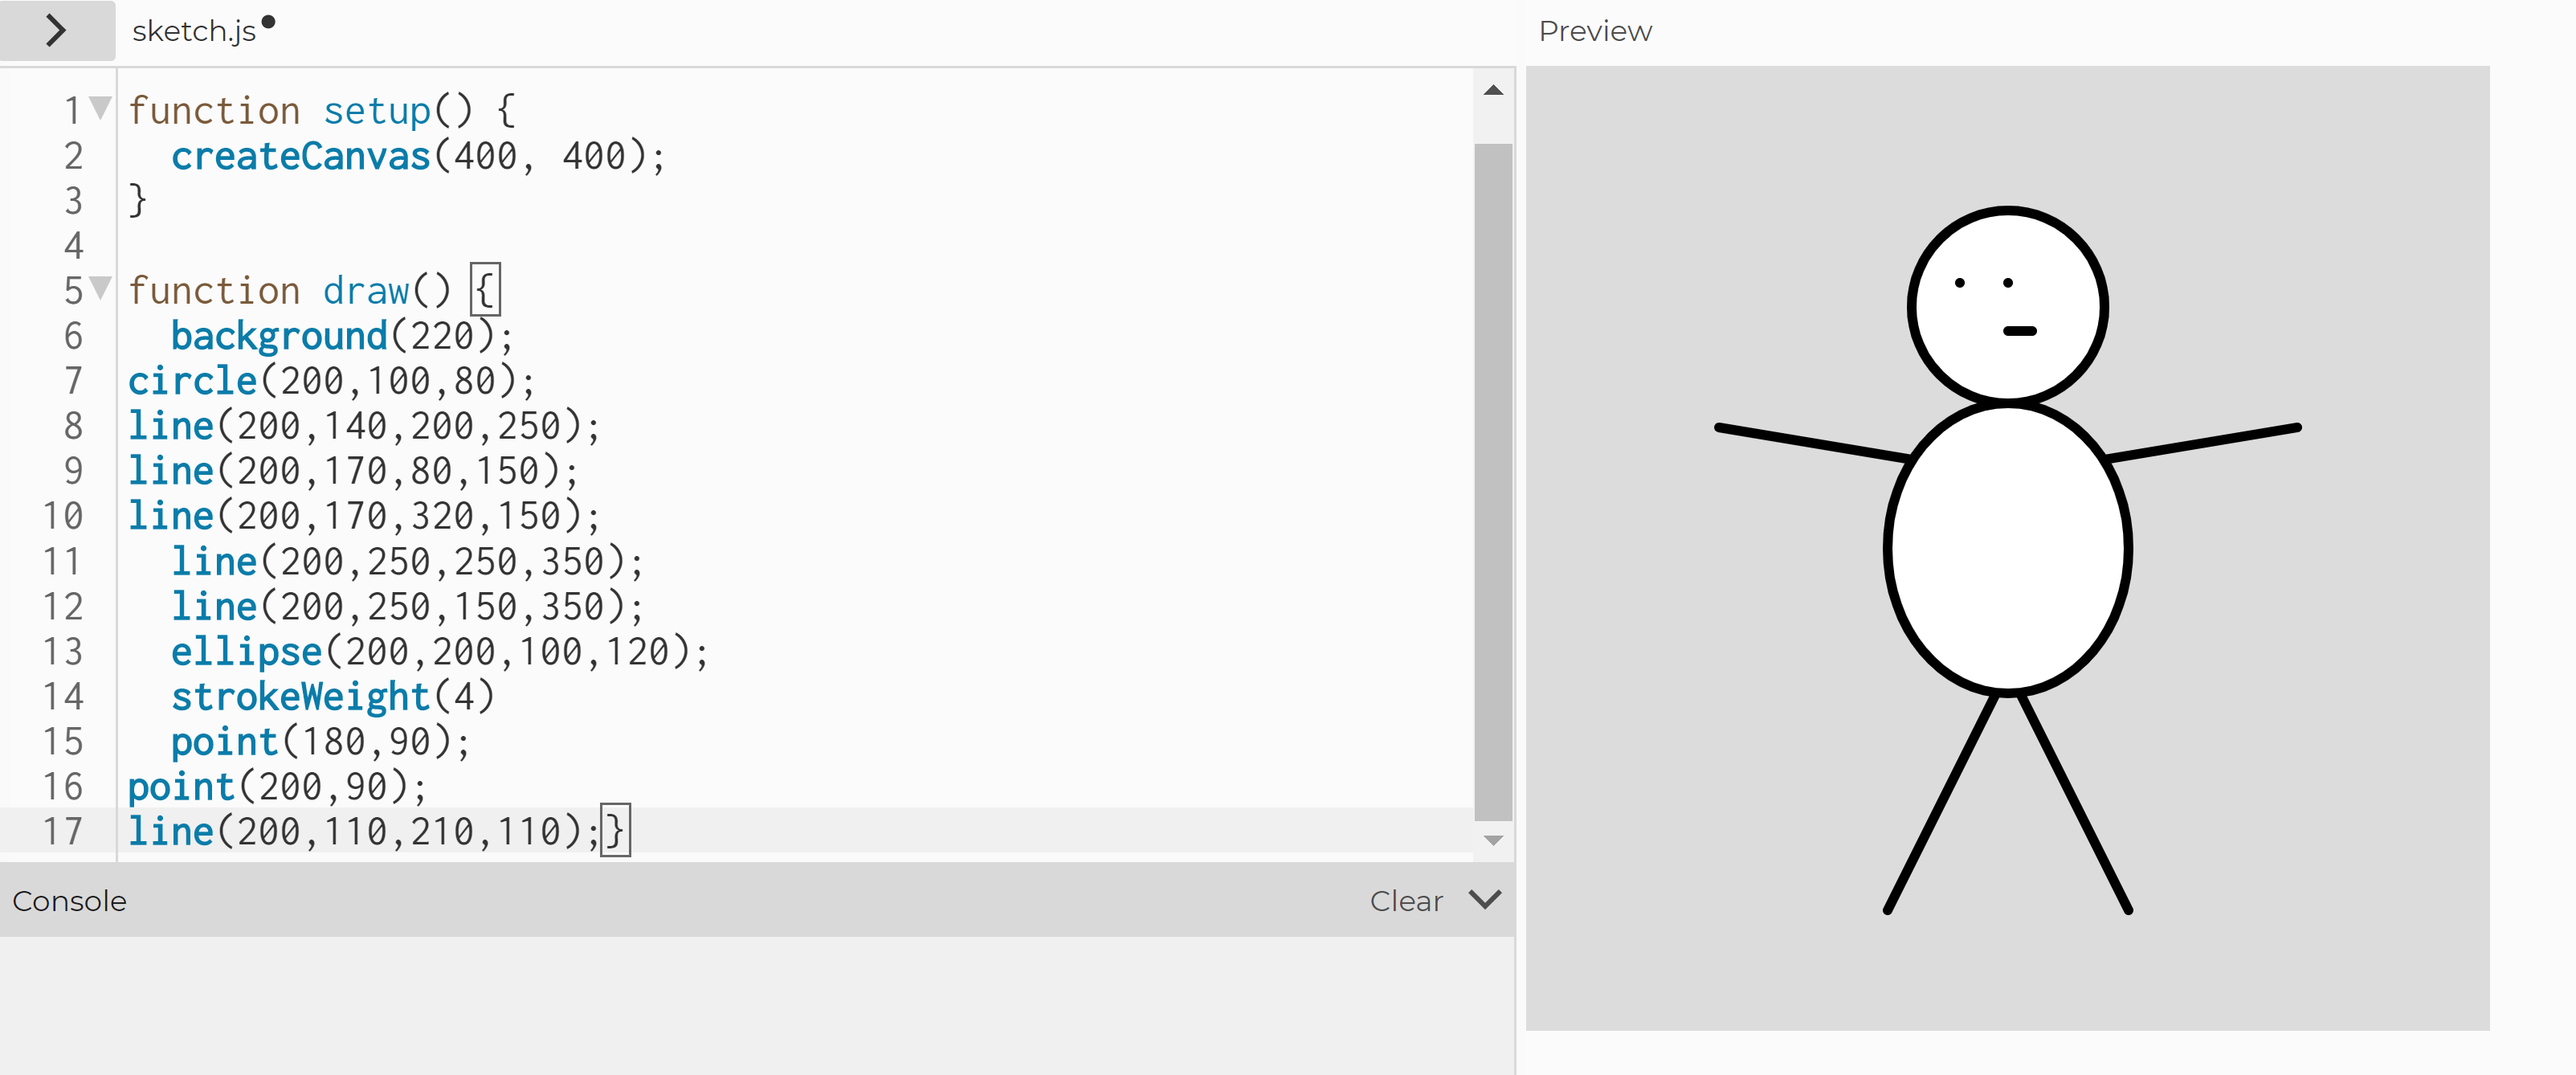 sketch.js
Preview
1 function setup() {
2 createCanvas(400, 400);
3 }
4
5 function draw() {
6 background(220);
7 circle(200,100,80);
8 line(200,140,200,250);
9 line(200,170,80,150);
10 line(200,170,320,150);
11 line(200,250,250,350);
12 line(200,250,150,350);
13 ellipse(200,200,100,120);
14 strokeWeight(4)
15 point(180,90);
16 point(200,90);
17 line(200,110,210,110);}
Console
Clear